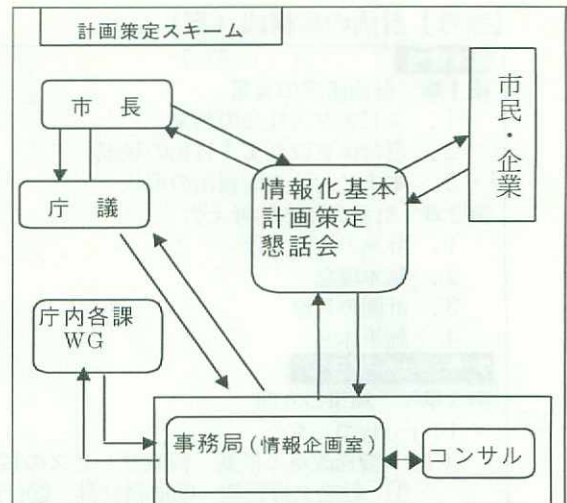 計画策定スキーム
市長
市民・企業
情報化基本
計画策定
懇話会
庁議
庁内各課
WG
事務局(情報企画室)
コンサル